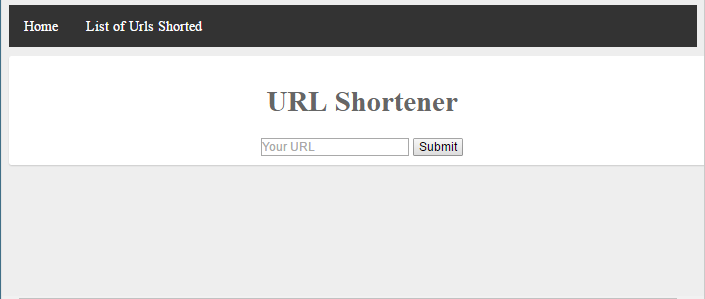 Home List of Urls Shorted
URL Shortener
Your URL Submit